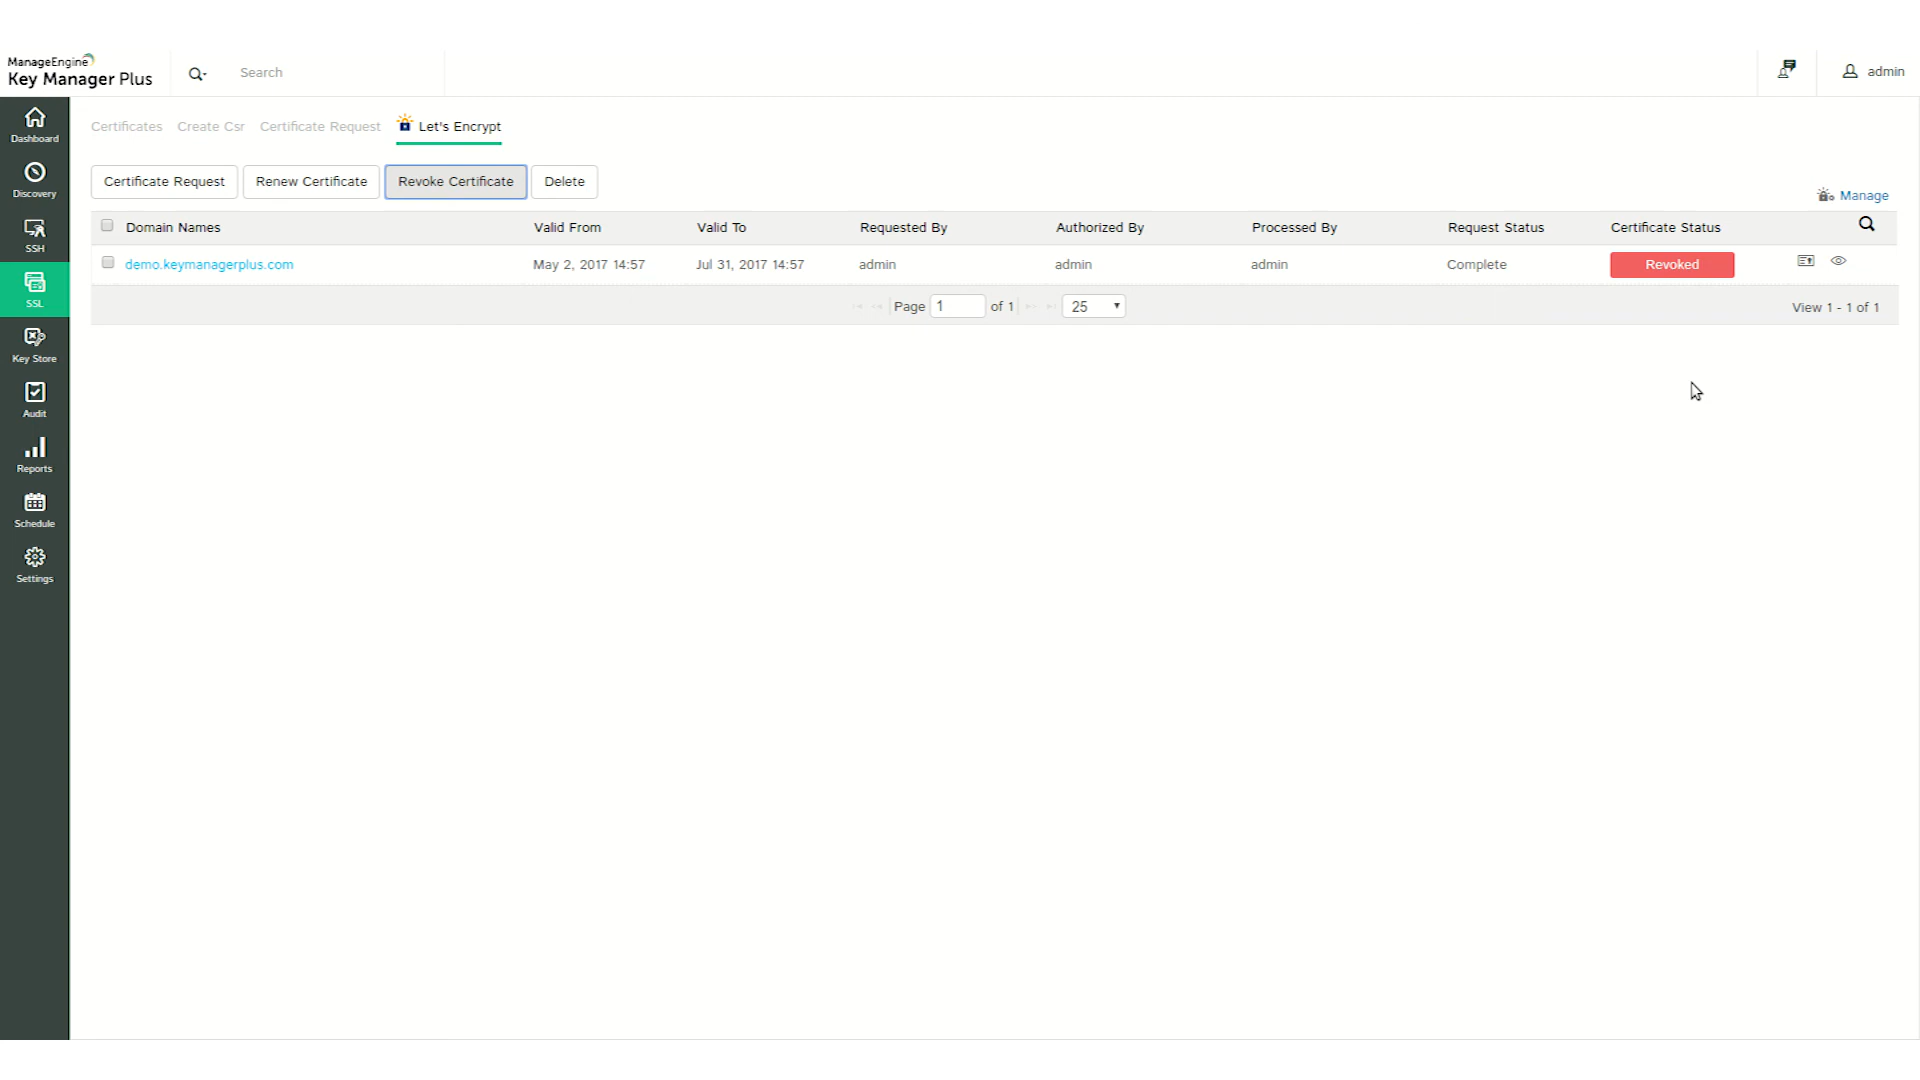 ManageEngine
Key Manager Plus
Search
admin
Dashboard
Discovery
SSH
SSL
Key Store
Audit
Reports
Schedule
Settings
Certificates Create Csr Certificate Request Let's Encrypt
Certificate Request Renew Certificate Revoke Certificate Delete
Manage
Domain Names Valid From Valid To Requested By Authorized By Processed By Request Status Certificate Status
demo.keymanagerplus.com May 2, 2017 14:57 Jul 31, 2017 14:57 admin admin admin Complete Revoked
Page 1 of 1 25 View 1 - 1 of 1